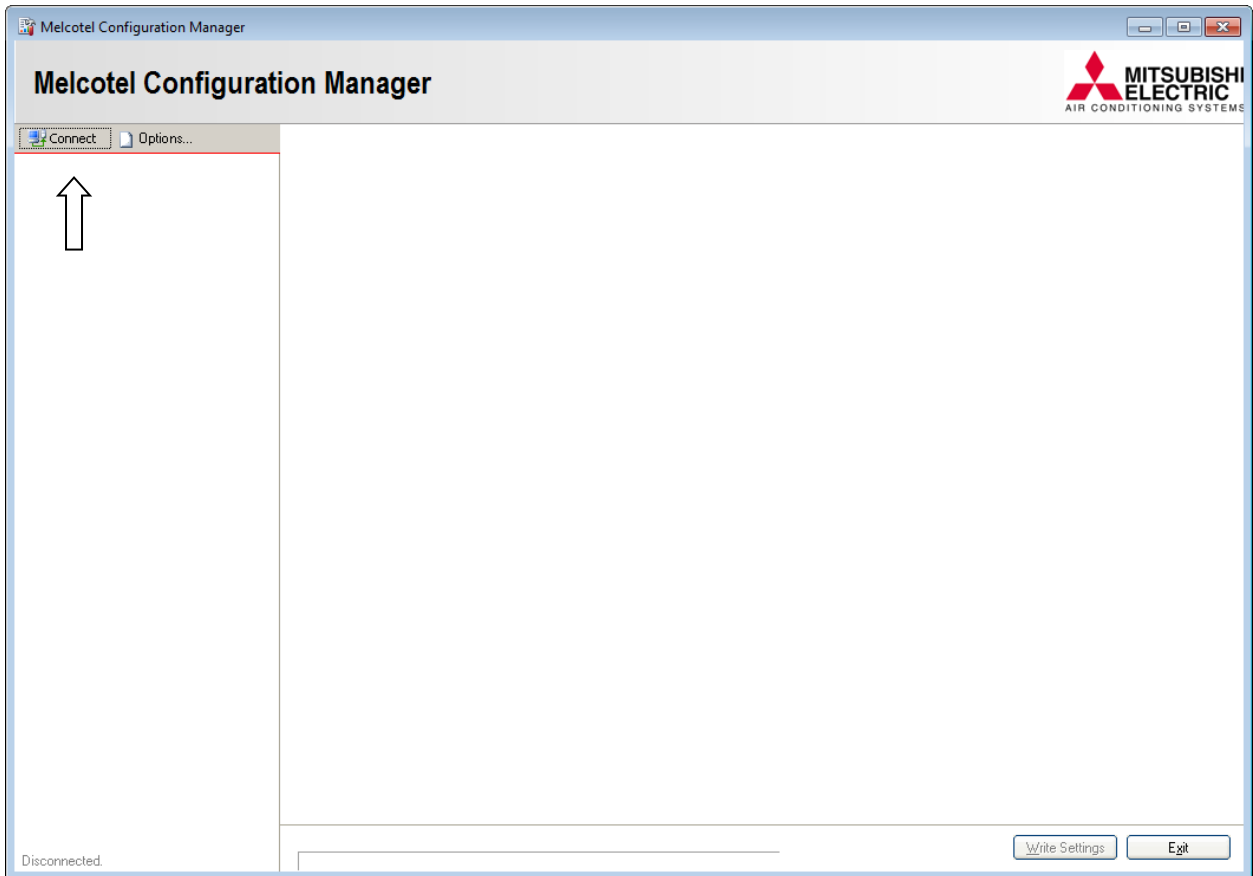 Melcotel Configuration Manager
Melcotel Configuration Manager
MITSUBISHI
ELECTRIC
AIR CONDITIONING SYSTEMS
Connect Options...
Write Settings Exit
Disconnected.